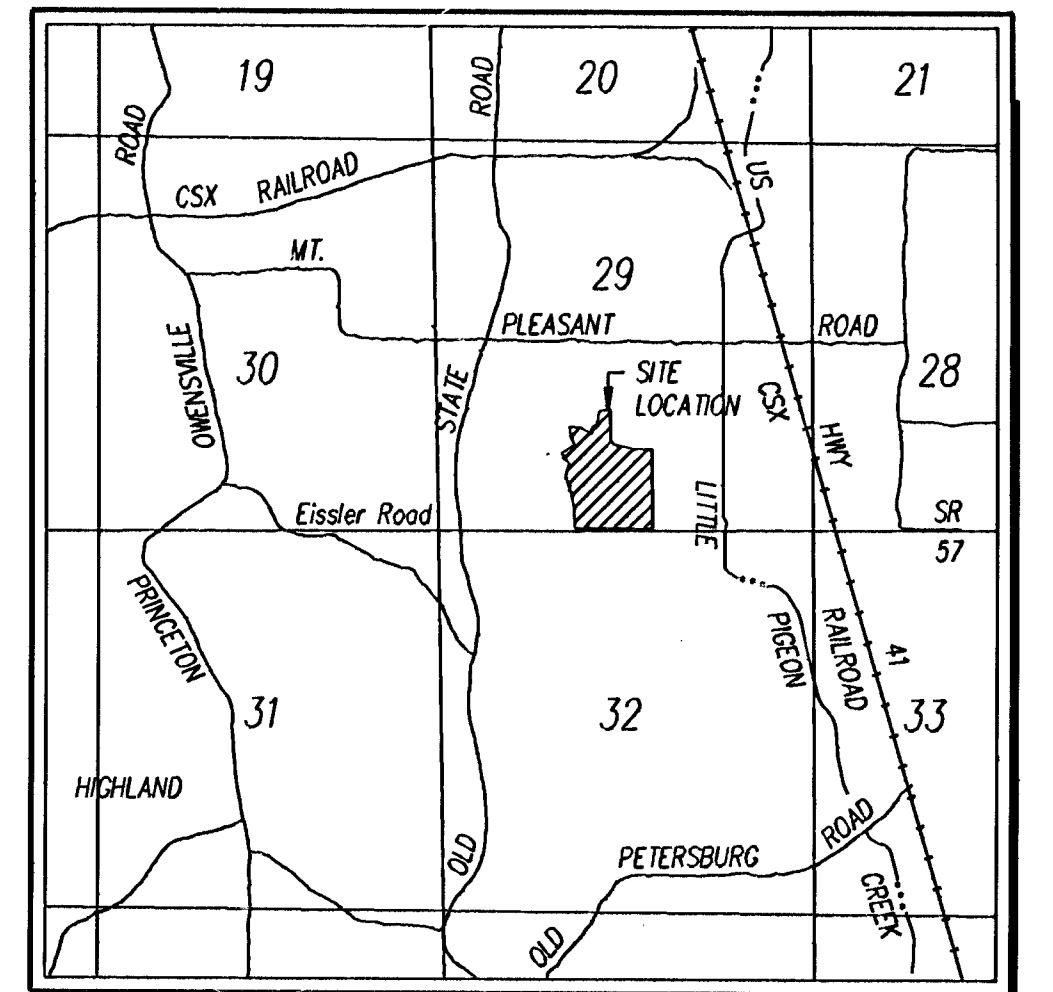 19
20
21
ROAD
ROAD
CSX RAILROAD
US
MT.
29
PLEASANT
ROAD
OWENSVILLE
30
STATE
SITE
LOCATION
CSX
28
HWY
Eissler Road
LITTLE
SR
57
PRINCETON
PIGEON
RAILROAD
41
31
32
33
HIGHLAND
OLD
PETERSBURG
ROAD
CREEK
OLD